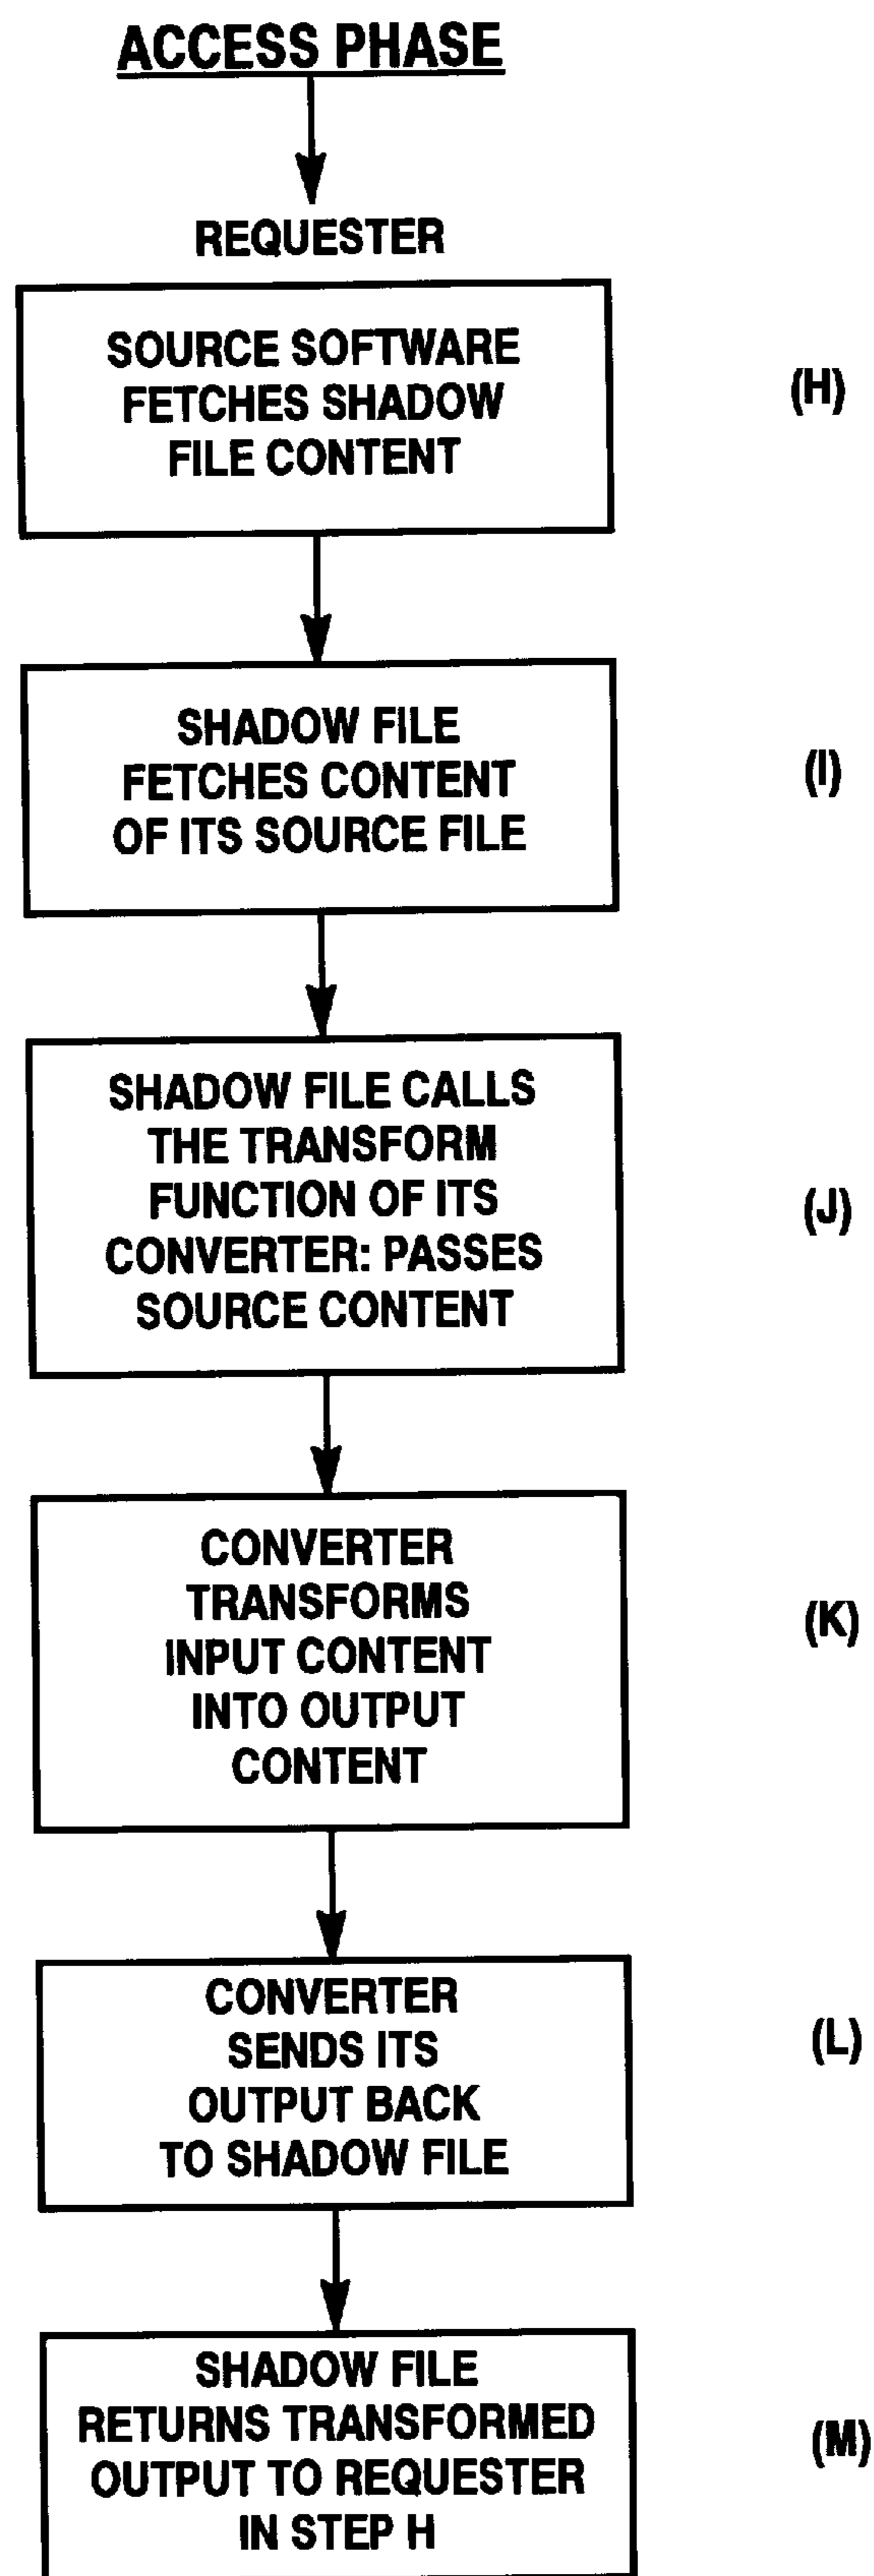 ACCESS PHASE
REQUESTER
SOURCE SOFTWARE
FETCHES SHADOW
FILE CONTENT
(H)
SHADOW FILE
FETCHES CONTENT
OF ITS SOURCE FILE
(I)
SHADOW FILE CALLS
THE TRANSFORM
FUNCTION OF ITS
CONVERTER: PASSES
SOURCE CONTENT
(J)
CONVERTER
TRANSFORMS
INPUT CONTENT
INTO OUTPUT
CONTENT
(K)
CONVERTER
SENDS ITS
OUTPUT BACK
TO SHADOW FILE
(L)
SHADOW FILE
RETURNS TRANSFORMED
OUTPUT TO REQUESTER
IN STEP H
(M)